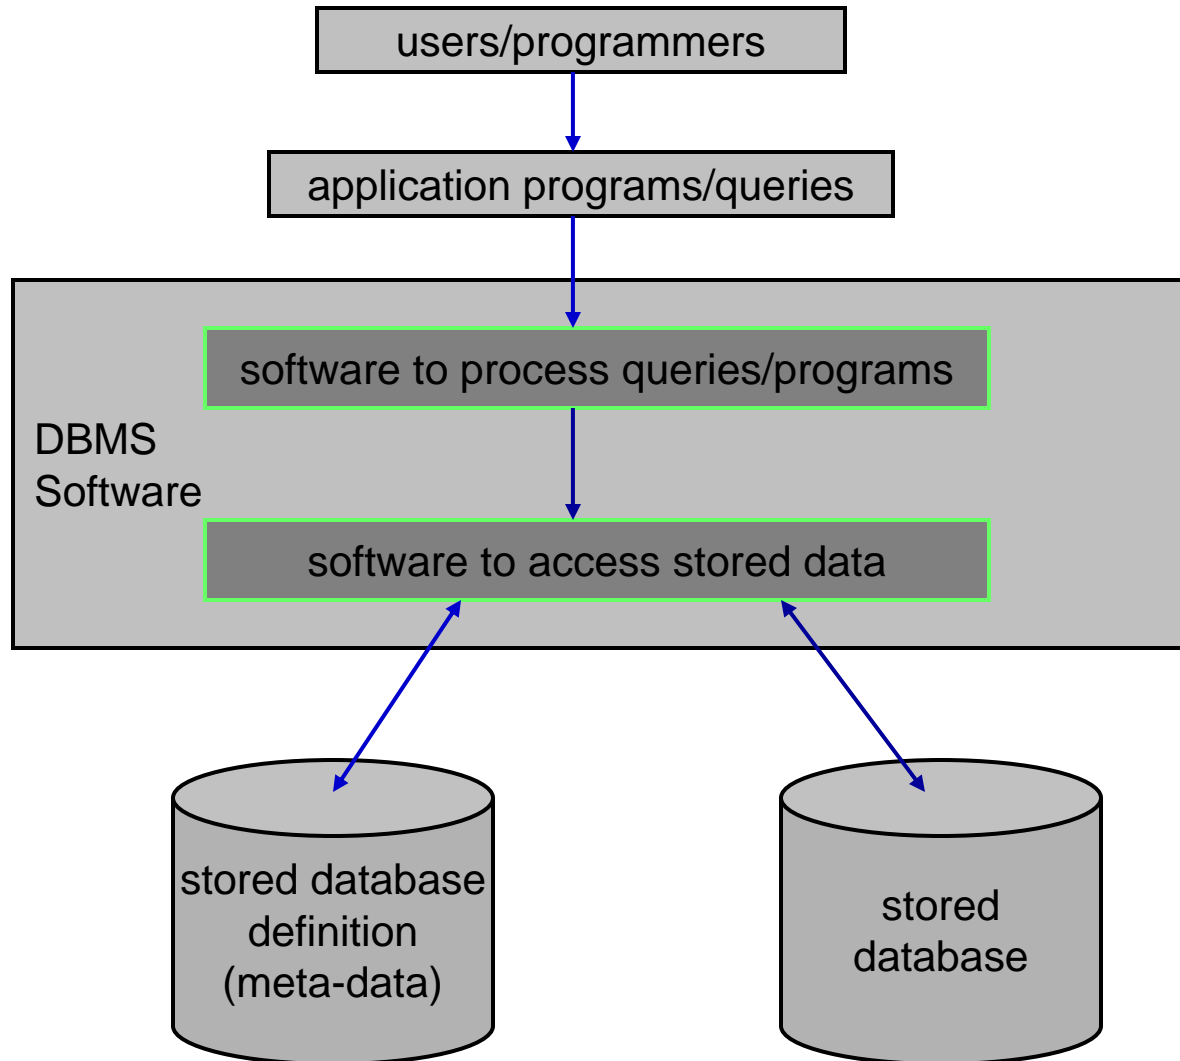 users/programmers
application programs/queries
software to process queries/programs
DBMS
Software
software to access stored data
stored database
definition
(meta-data)
stored
database